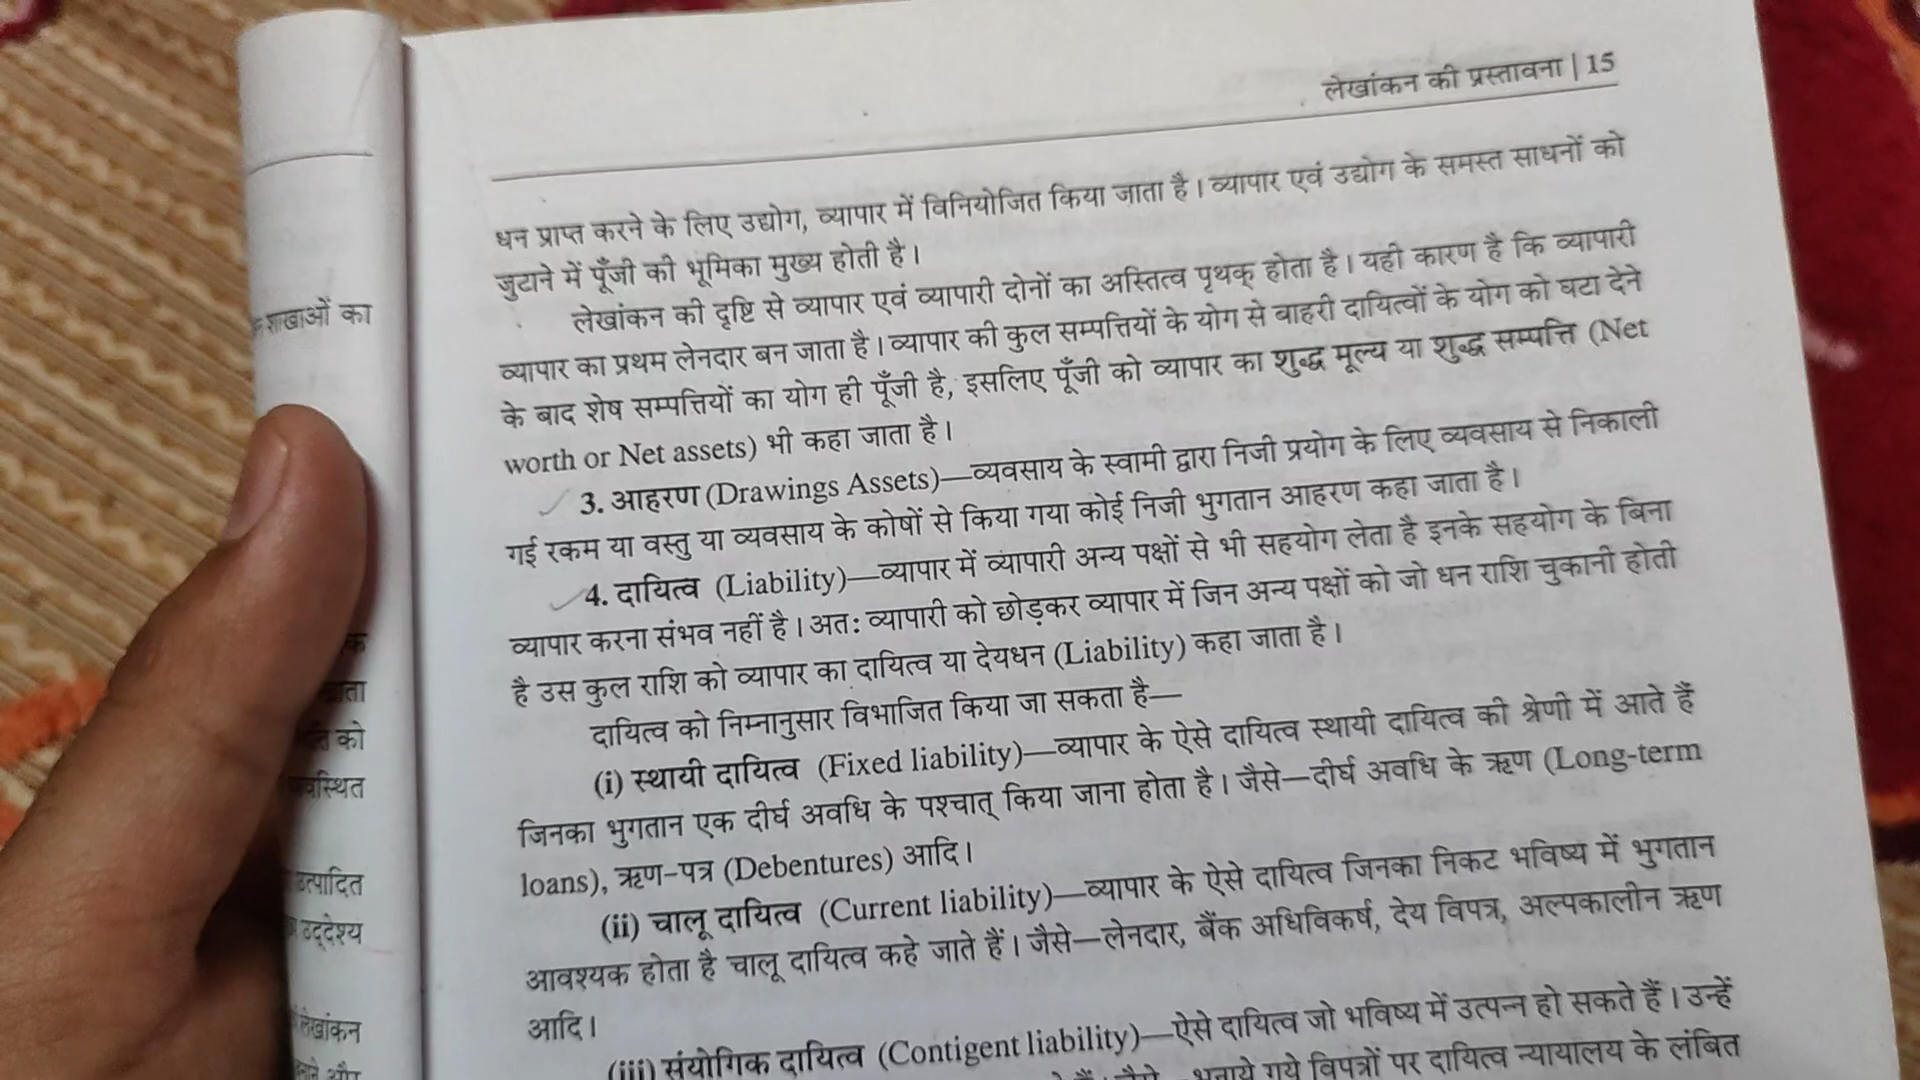 लेखांकन की प्रस्तावना | 15
धन प्राप्त करने के लिए उद्योग, व्यापार में विनियोजित किया जाता है। व्यापार एवं उद्योग के समस्त साधनों को
जुटाने में पूँजी की भूमिका मुख्य होती है।
लेखांकन की दृष्टि से व्यापार एवं व्यापारी दोनों का अस्तित्व पृथक् होता है। यही कारण है कि व्यापारी
व्यापार का प्रथम लेनदार बन जाता है। व्यापार की कुल सम्पत्तियों के योग से बाहरी दायित्वों के योग को घटा देने
के बाद शेष सम्पत्तियों का योग ही पूँजी है, इसलिए पूँजी को व्यापार का शुद्ध मूल्य या शुद्ध सम्पत्ति (Net
worth or Net assets) भी कहा जाता है।
3. आहरण (Drawings Assets)—व्यवसाय के स्वामी द्वारा निजी प्रयोग के लिए व्यवसाय से निकाली
गई रकम या वस्तु या व्यवसाय के कोषों से किया गया कोई निजी भुगतान आहरण कहा जाता है।
4. दायित्व (Liability)—व्यापार में व्यापारी अन्य पक्षों से भी सहयोग लेता है इनके सहयोग के बिना
व्यापार करना संभव नहीं है। अतः व्यापारी को छोड़कर व्यापार में जिन अन्य पक्षों को जो धन राशि चुकानी होती
है उस कुल राशि को व्यापार का दायित्व या देयधन (Liability) कहा जाता है।
दायित्व को निम्नानुसार विभाजित किया जा सकता है—
(i) स्थायी दायित्व (Fixed liability)—व्यापार के ऐसे दायित्व स्थायी दायित्व की श्रेणी में आते हैं
जिनका भुगतान एक दीर्घ अवधि के पश्चात् किया जाना होता है। जैसे—दीर्घ अवधि के ऋण (Long-term
loans), ऋण-पत्र (Debentures) आदि।
(ii) चालू दायित्व (Current liability)—व्यापार के ऐसे दायित्व जिनका निकट भविष्य में भुगतान
आवश्यक होता है चालू दायित्व कहे जाते हैं। जैसे—लेनदार, बैंक अधिविकर्ष, देय विपत्र, अल्पकालीन ऋण
आदि।
(iii) संयोगिक दायित्व (Contigent liability)—ऐसे दायित्व जो भविष्य में उत्पन्न हो सकते हैं। उन्हें
भुनाये गये विपत्रों पर दायित्व न्यायालय के लंबित
शाखाओं का
को
उत्पादित
उद्देश्य
लेखांकन